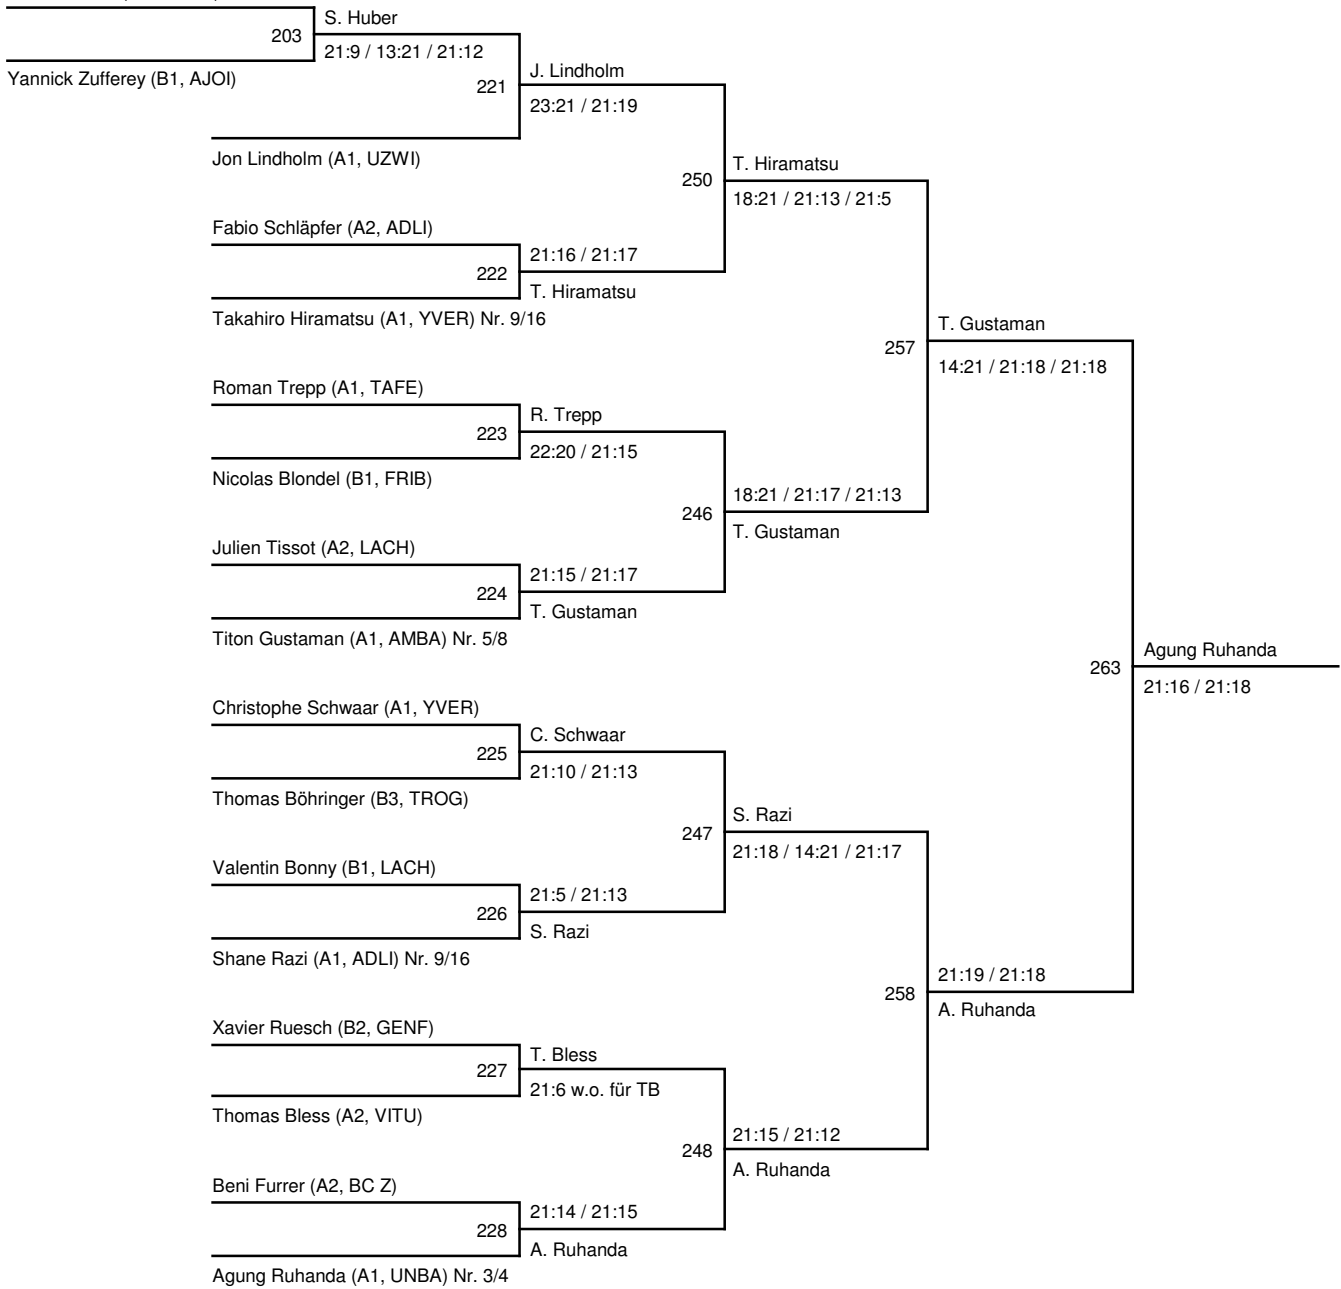 S. Huber
203
21:9 / 13:21 / 21:12
Yannick Zufferey (B1, AJOI)
J. Lindholm
221
23:21 / 21:19
Jon Lindholm (A1, UZWI)
T. Hiramatsu
250
18:21 / 21:13 / 21:5
Fabio Schläpfer (A2, ADLI)
21:16 / 21:17
222
T. Hiramatsu
Takahiro Hiramatsu (A1, YVER) Nr. 9/16
T. Gustaman
257
14:21 / 21:18 / 21:18
Roman Trepp (A1, TAFE)
R. Trepp
223
22:20 / 21:15
Nicolas Blondel (B1, FRIB)
18:21 / 21:17 / 21:13
246
T. Gustaman
Julien Tissot (A2, LACH)
21:15 / 21:17
224
T. Gustaman
Titon Gustaman (A1, AMBA) Nr. 5/8
Agung Ruhanda
263
21:16 / 21:18
Christophe Schwaar (A1, YVER)
C. Schwaar
225
21:10 / 21:13
Thomas Böhringer (B3, TROG)
S. Razi
247
21:18 / 14:21 / 21:17
Valentin Bonny (B1, LACH)
21:5 / 21:13
226
S. Razi
Shane Razi (A1, ADLI) Nr. 9/16
21:19 / 21:18
258
A. Ruhanda
Xavier Ruesch (B2, GENF)
T. Bless
227
21:6 w.o. für TB
Thomas Bless (A2, VITU)
21:15 / 21:12
248
A. Ruhanda
Beni Furrer (A2, BC Z)
21:14 / 21:15
228
A. Ruhanda
Agung Ruhanda (A1, UNBA) Nr. 3/4